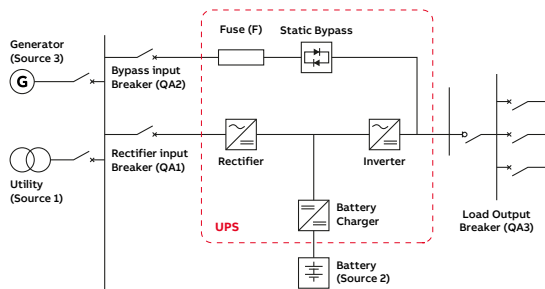 Generator
(Source 3)
G
Bypass input
Breaker (QA2)
Fuse (F)
Static Bypass
Rectifier input
Breaker (QA1)
Utility
(Source 1)
Rectifier
Inverter
Battery
Charger
UPS
Battery
(Source 2)
Load Output
Breaker (QA3)